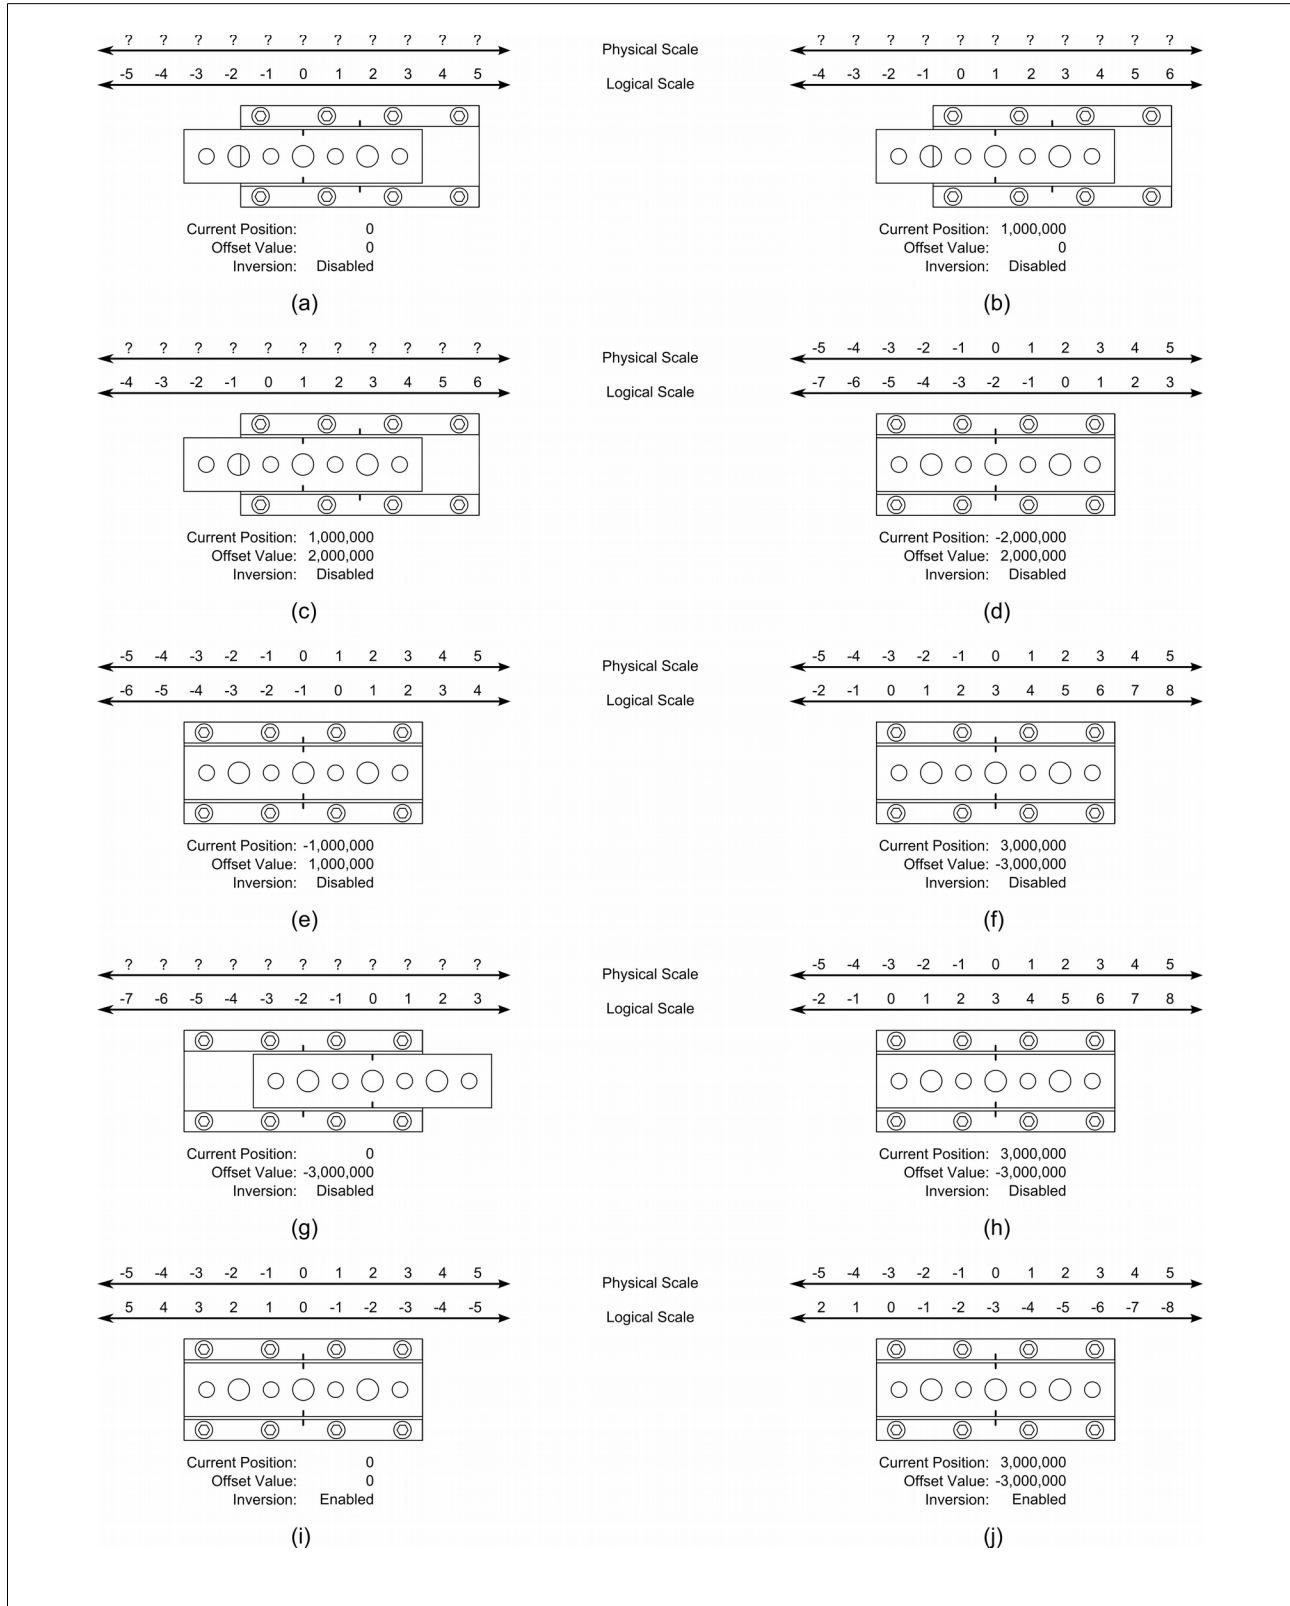 ? ? ? ? ? ? ? ? ? ? ? Physical Scale ? ? ? ? ? ? ? ? ? ? ?
-5 -4 -3 -2 -1 0 1 2 3 4 5 Logical Scale -4 -3 -2 -1 0 1 2 3 4 5 6
Current Position: 0
Offset Value: 0
Inversion: Disabled
(a)
Current Position: 1,000,000
Offset Value: 0
Inversion: Disabled
(b)
? ? ? ? ? ? ? ? ? ? ? Physical Scale -5 -4 -3 -2 -1 0 1 2 3 4 5
-4 -3 -2 -1 0 1 2 3 4 5 6 Logical Scale -7 -6 -5 -4 -3 -2 -1 0 1 2 3
Current Position: 1,000,000
Offset Value: 2,000,000
Inversion: Disabled
(c)
Current Position: -2,000,000
Offset Value: 2,000,000
Inversion: Disabled
(d)
-5 -4 -3 -2 -1 0 1 2 3 4 5 Physical Scale -5 -4 -3 -2 -1 0 1 2 3 4 5
-6 -5 -4 -3 -2 -1 0 1 2 3 4 Logical Scale -2 -1 0 1 2 3 4 5 6 7 8
Current Position: -1,000,000
Offset Value: 1,000,000
Inversion: Disabled
(e)
Current Position: 3,000,000
Offset Value: -3,000,000
Inversion: Disabled
(f)
? ? ? ? ? ? ? ? ? ? ? Physical Scale -5 -4 -3 -2 -1 0 1 2 3 4 5
-7 -6 -5 -4 -3 -2 -1 0 1 2 3 Logical Scale -2 -1 0 1 2 3 4 5 6 7 8
Current Position: 0
Offset Value: -3,000,000
Inversion: Disabled
(g)
Current Position: 3,000,000
Offset Value: -3,000,000
Inversion: Disabled
(h)
-5 -4 -3 -2 -1 0 1 2 3 4 5 Physical Scale -5 -4 -3 -2 -1 0 1 2 3 4 5
5 4 3 2 1 0 -1 -2 -3 -4 -5 Logical Scale 2 1 0 -1 -2 -3 -4 -5 -6 -7 -8
Current Position: 0
Offset Value: 0
Inversion: Enabled
(i)
Current Position: 3,000,000
Offset Value: -3,000,000
Inversion: Enabled
(j)